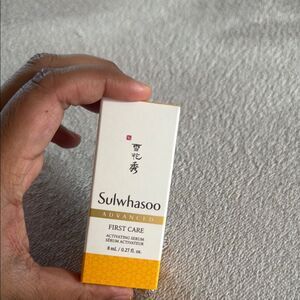 雪
花
秀
Sulwhasoo
ADVANCED
FIRST CARE
ACTIVATING SERUM
SÉRUM ACTIVATEUR
8 mL / 0.27 fl. oz.